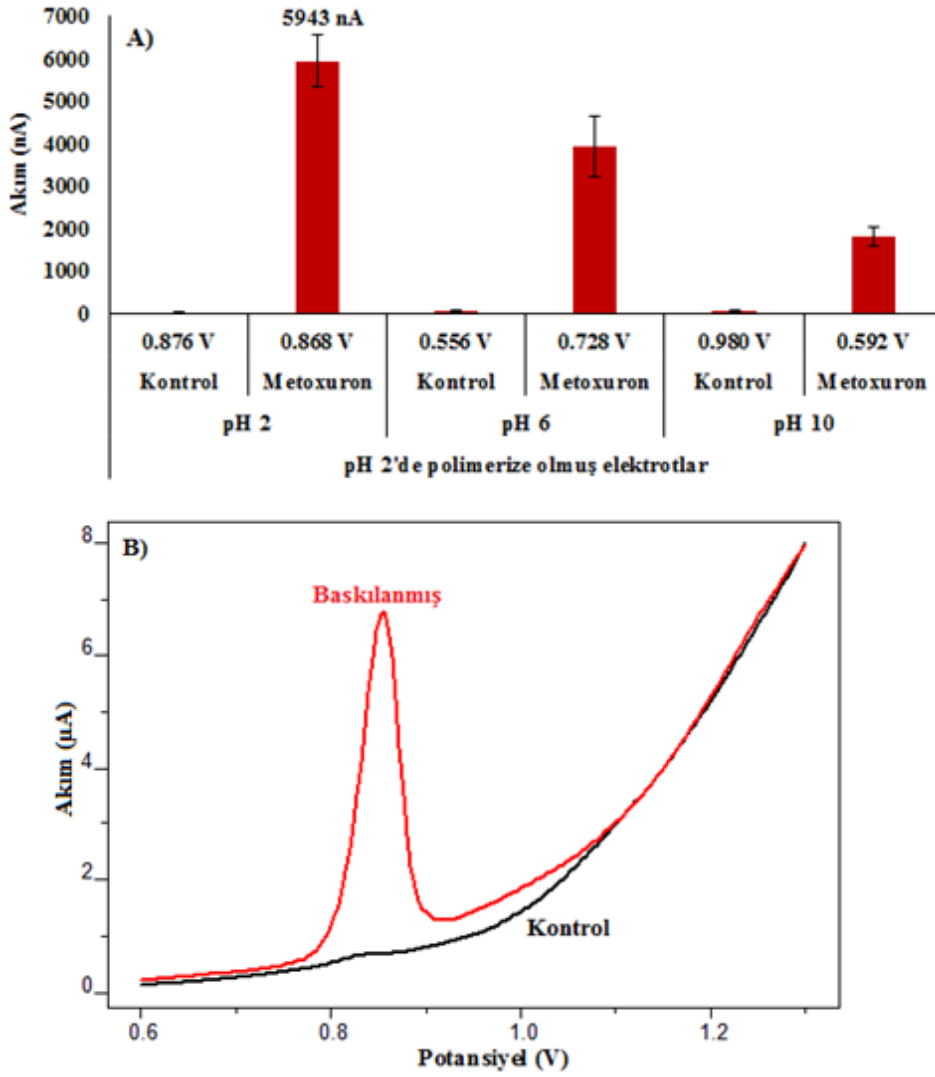 A)
5943 nA
7000
6000
5000
4000
3000
2000
1000
0
Akım (nA)
0.876 V 0.868 V 0.556 V 0.728 V 0.980 V 0.592 V
Kontrol Metoxuron Kontrol Metoxuron Kontrol Metoxuron
pH 2 pH 6 pH 10
pH 2'de polimerize olmuş elektrotlar
B)
8
6
4
2
0
Akım (µA)
Baskılanmış
Kontrol
0.6 0.8 1.0 1.2
Potansiyel (V)